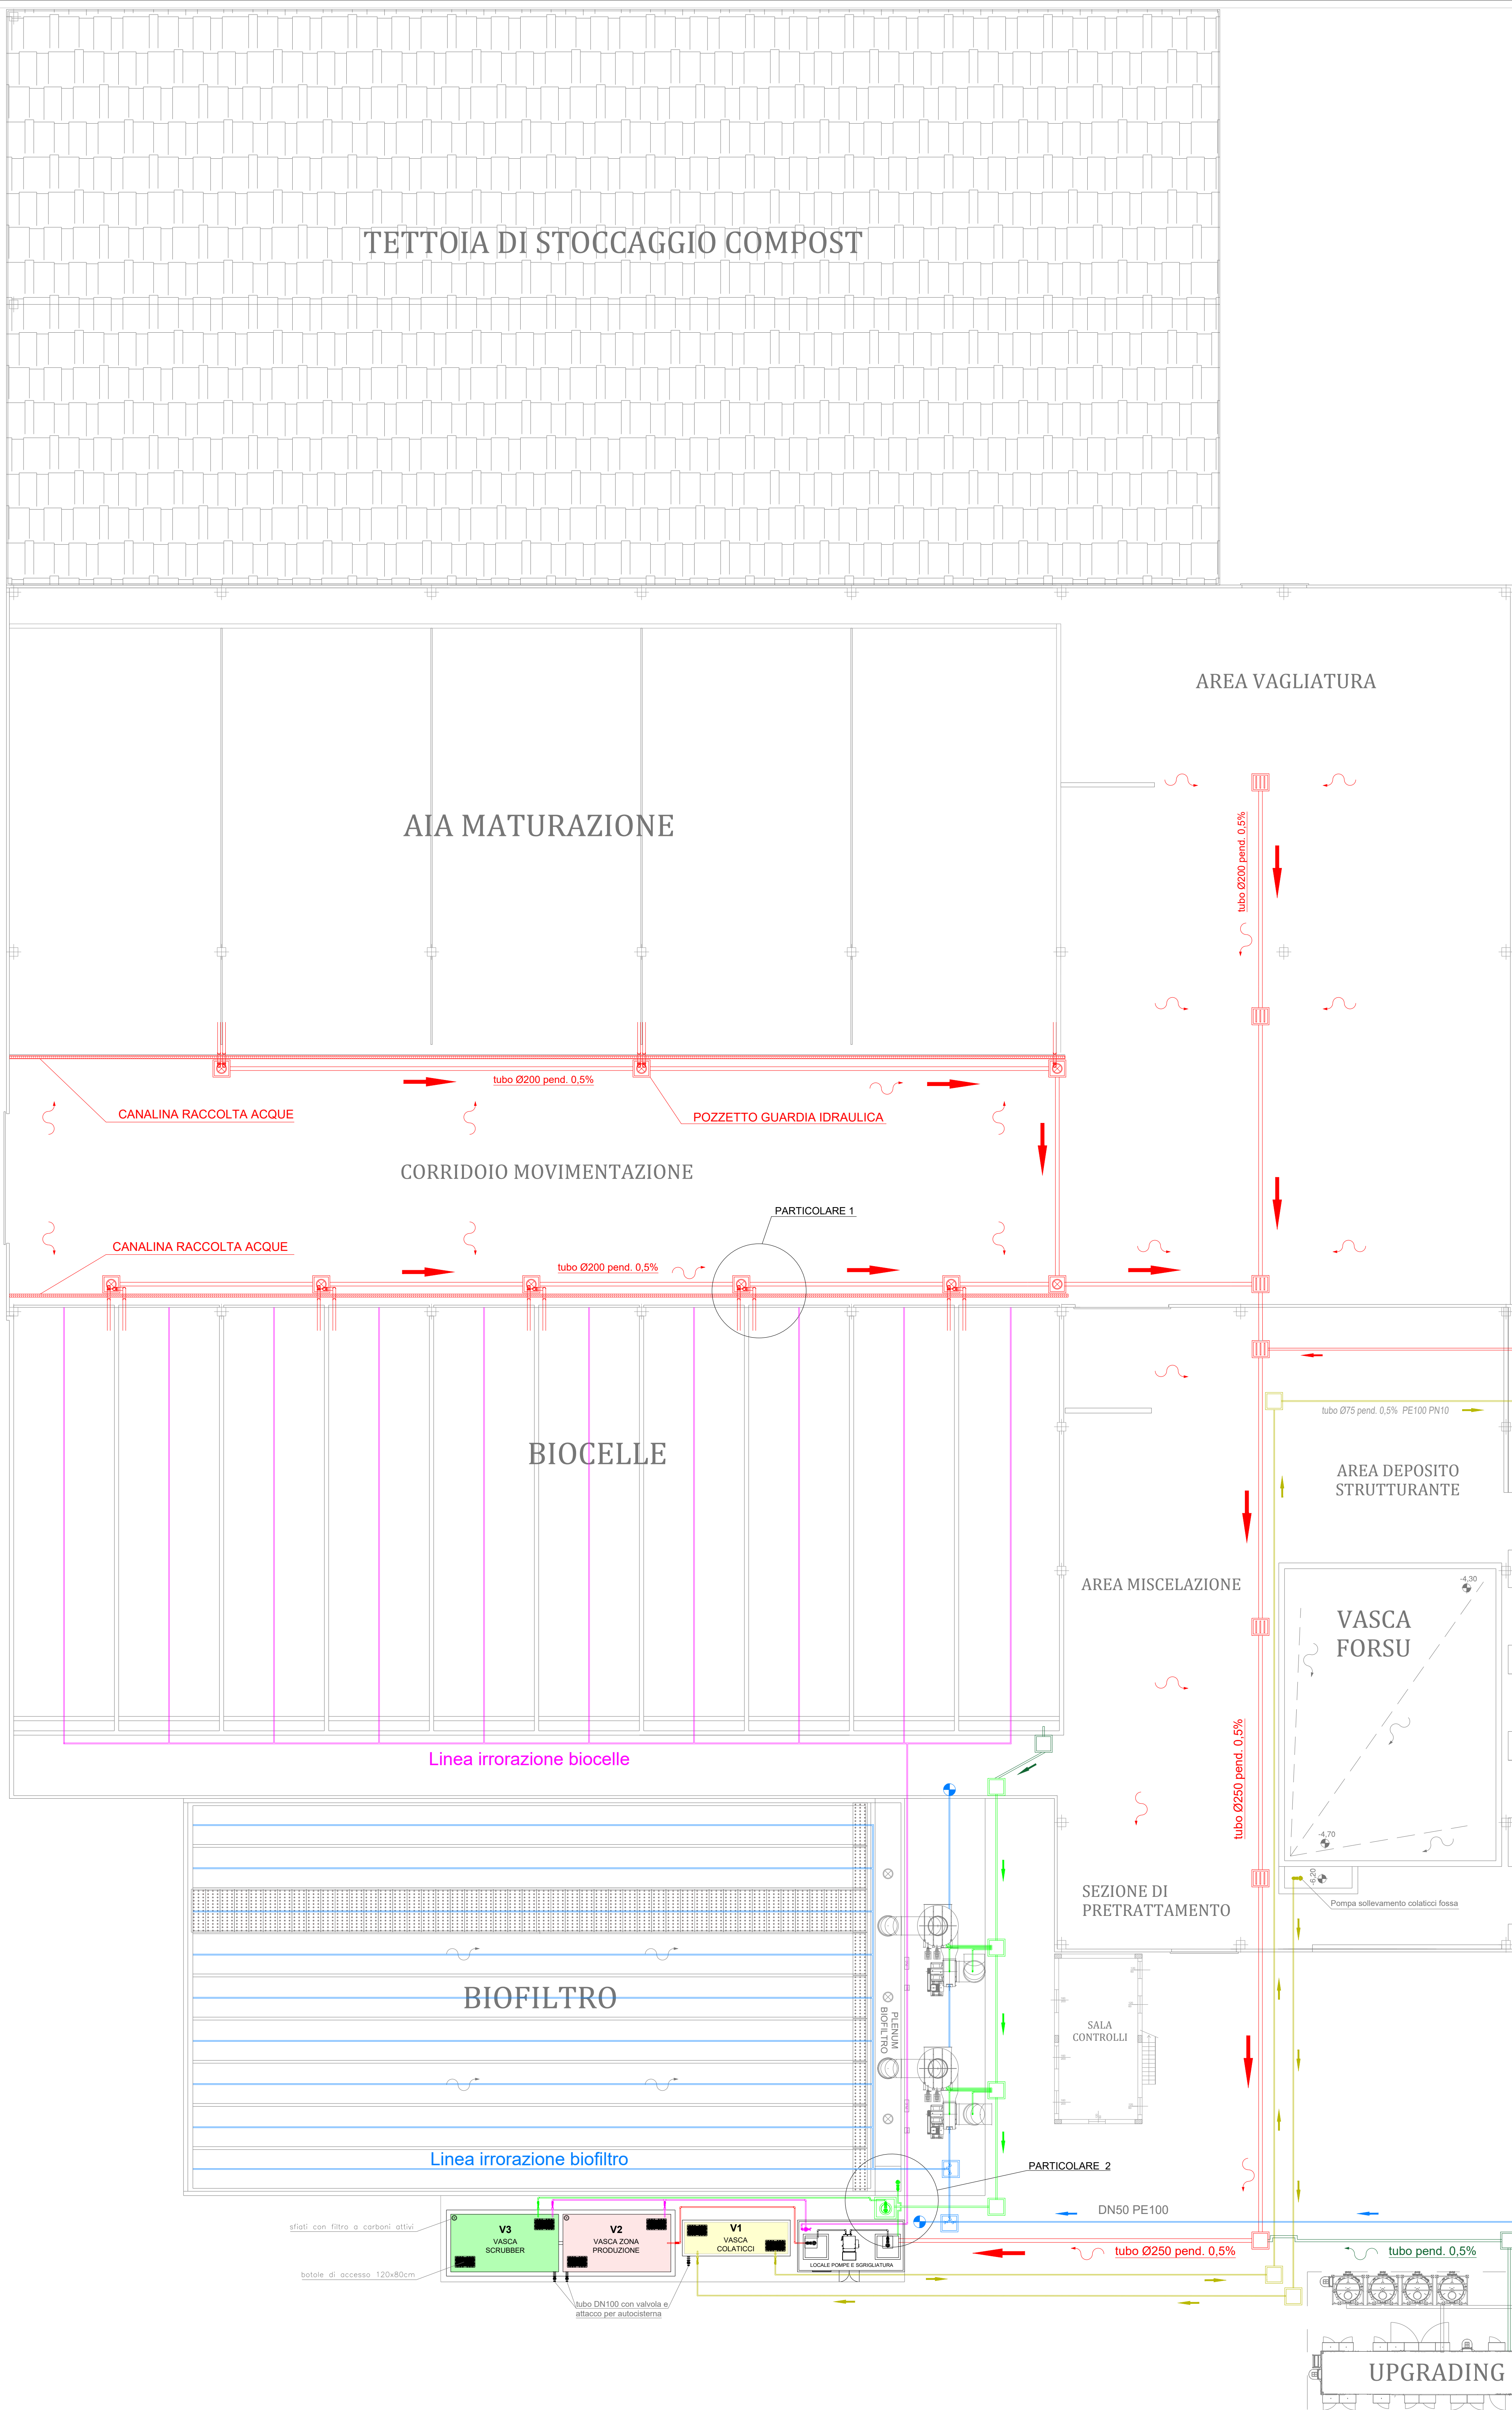 TETTOIA DI STOCCAGGIO COMPOST
AREA VAGLIATURA
AIA MATURAZIONE
tubo Ø200 pend. 0,5%
tubo Ø200 pend. 0,5%
CANALINA RACCOLTA ACQUE
POZZETTO GUARDIA IDRAULICA
CORRIDOIO MOVIMENTAZIONE
PARTICOLARE 1
CANALINA RACCOLTA ACQUE
tubo Ø200 pend. 0,5%
tubo Ø75 pend. 0,5% PE100 PN10
BIOCELLE
AREA DEPOSITO
STRUTTURANTE
AREA MISCELAZIONE
-4,30
VASCA
FORSU
tubo Ø250 pend. 0,5%
Linea irrorazione biocelle
-4,70
-6,20
SEZIONE DI
PRETRATTAMENTO
Pompa sollevamento colaticci fossa
BIOFILTRO
PLENUM
BIOFILTRO
SALA
CONTROLLI
Linea irrorazione biofiltro
PARTICOLARE 2
DN50 PE100
sfiati con filtro a carboni attivi
V3
VASCA
SCRUBBER
V2
VASCA ZONA
PRODUZIONE
V1
VASCA
COLATICCI
LOCALE POMPE E SGRIGLIATURA
tubo Ø250 pend. 0,5%
tubo pend. 0,5%
botole di accesso 120x80cm
tubo DN100 con valvola e
attacco per autocisterna
UPGRADING